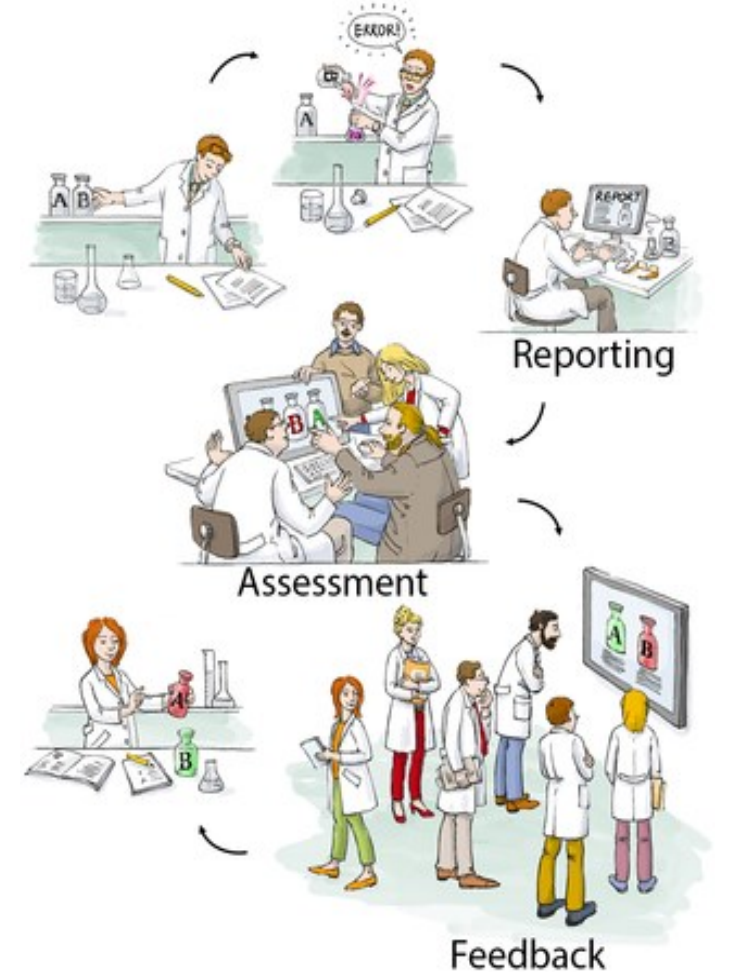 ERROR!
A
A B
REPORT
B
Reporting
B A
Assessment
A B
A
B
Feedback